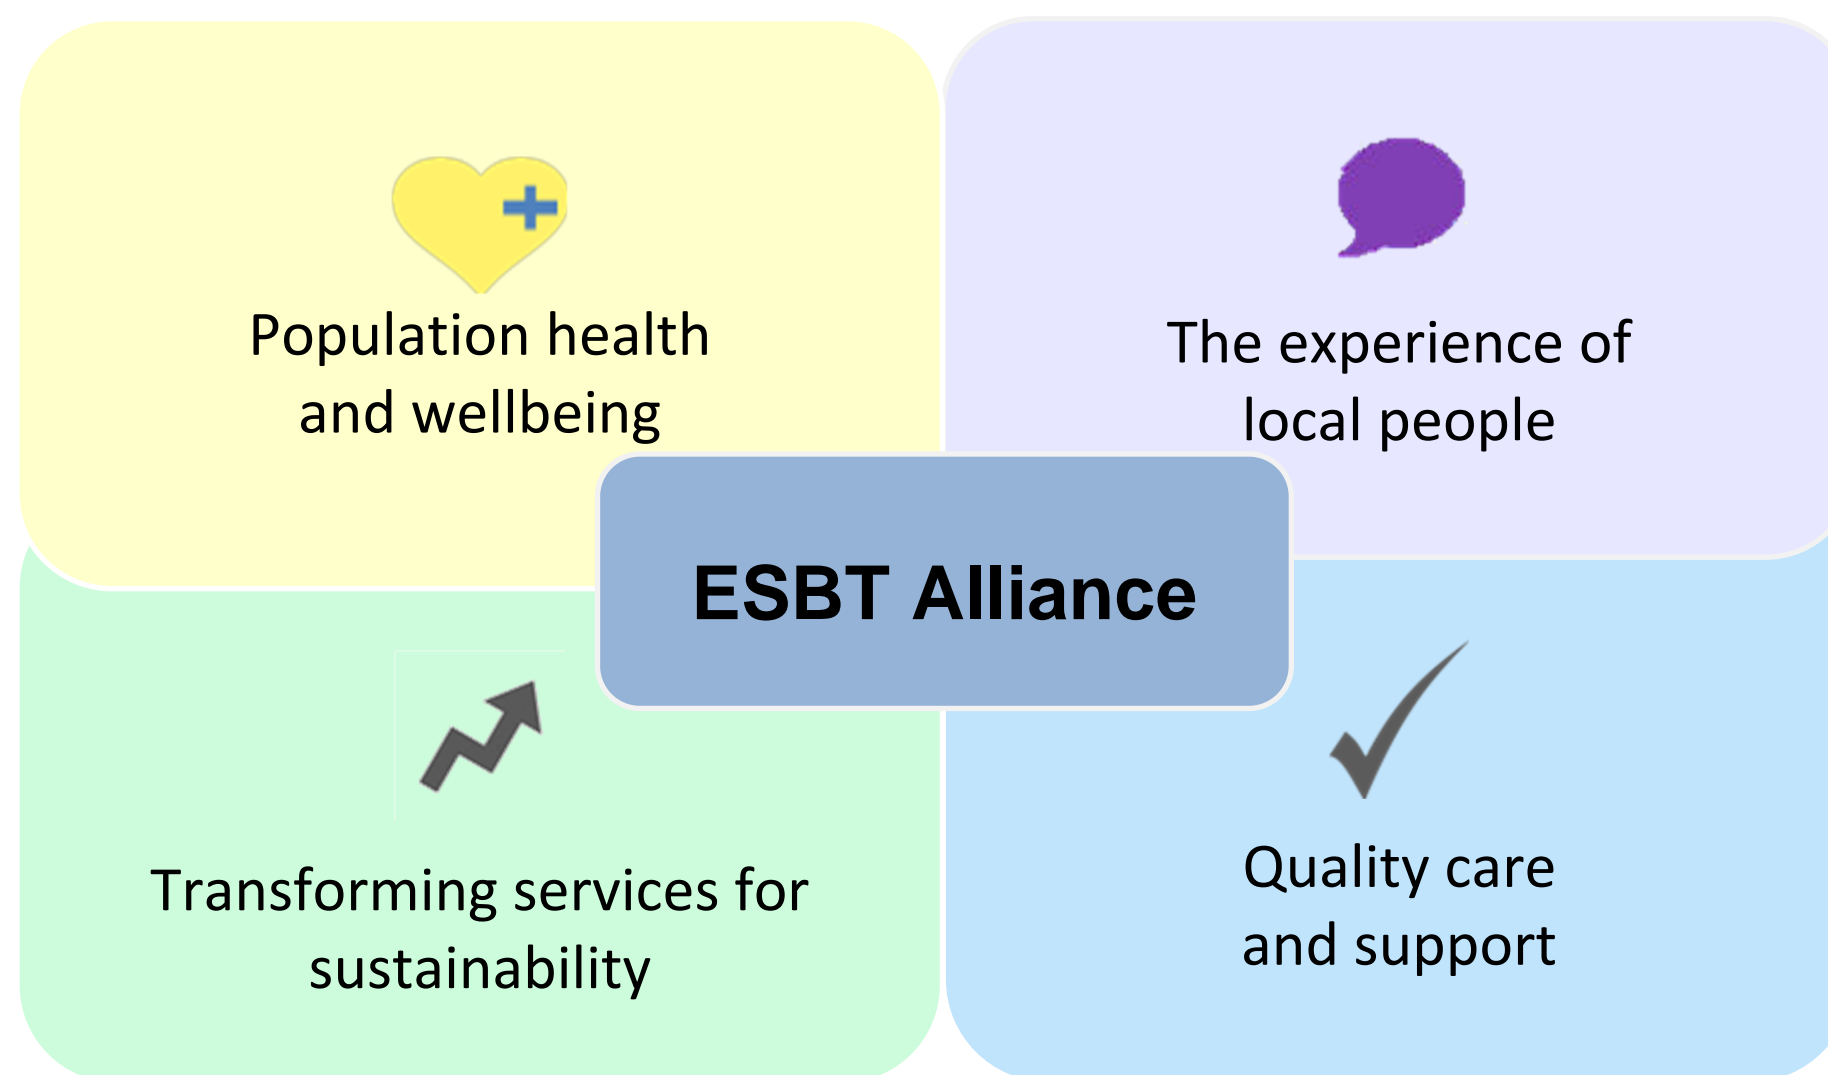 Population health
and wellbeing
The experience of
local people
ESBT Alliance
Transforming services for
sustainability
Quality care
and support